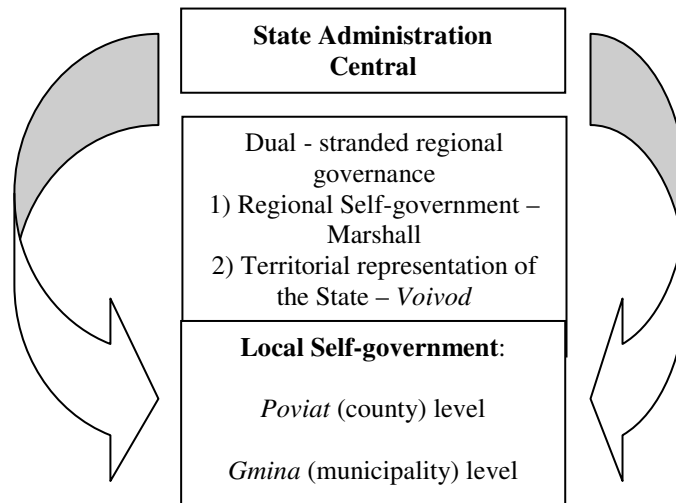 State Administration
Central
Dual - stranded regional
governance
1) Regional Self-government –
Marshall
2) Territorial representation of
the State – Voivod
Local Self-government:
Poviat (county) level
Gmina (municipality) level